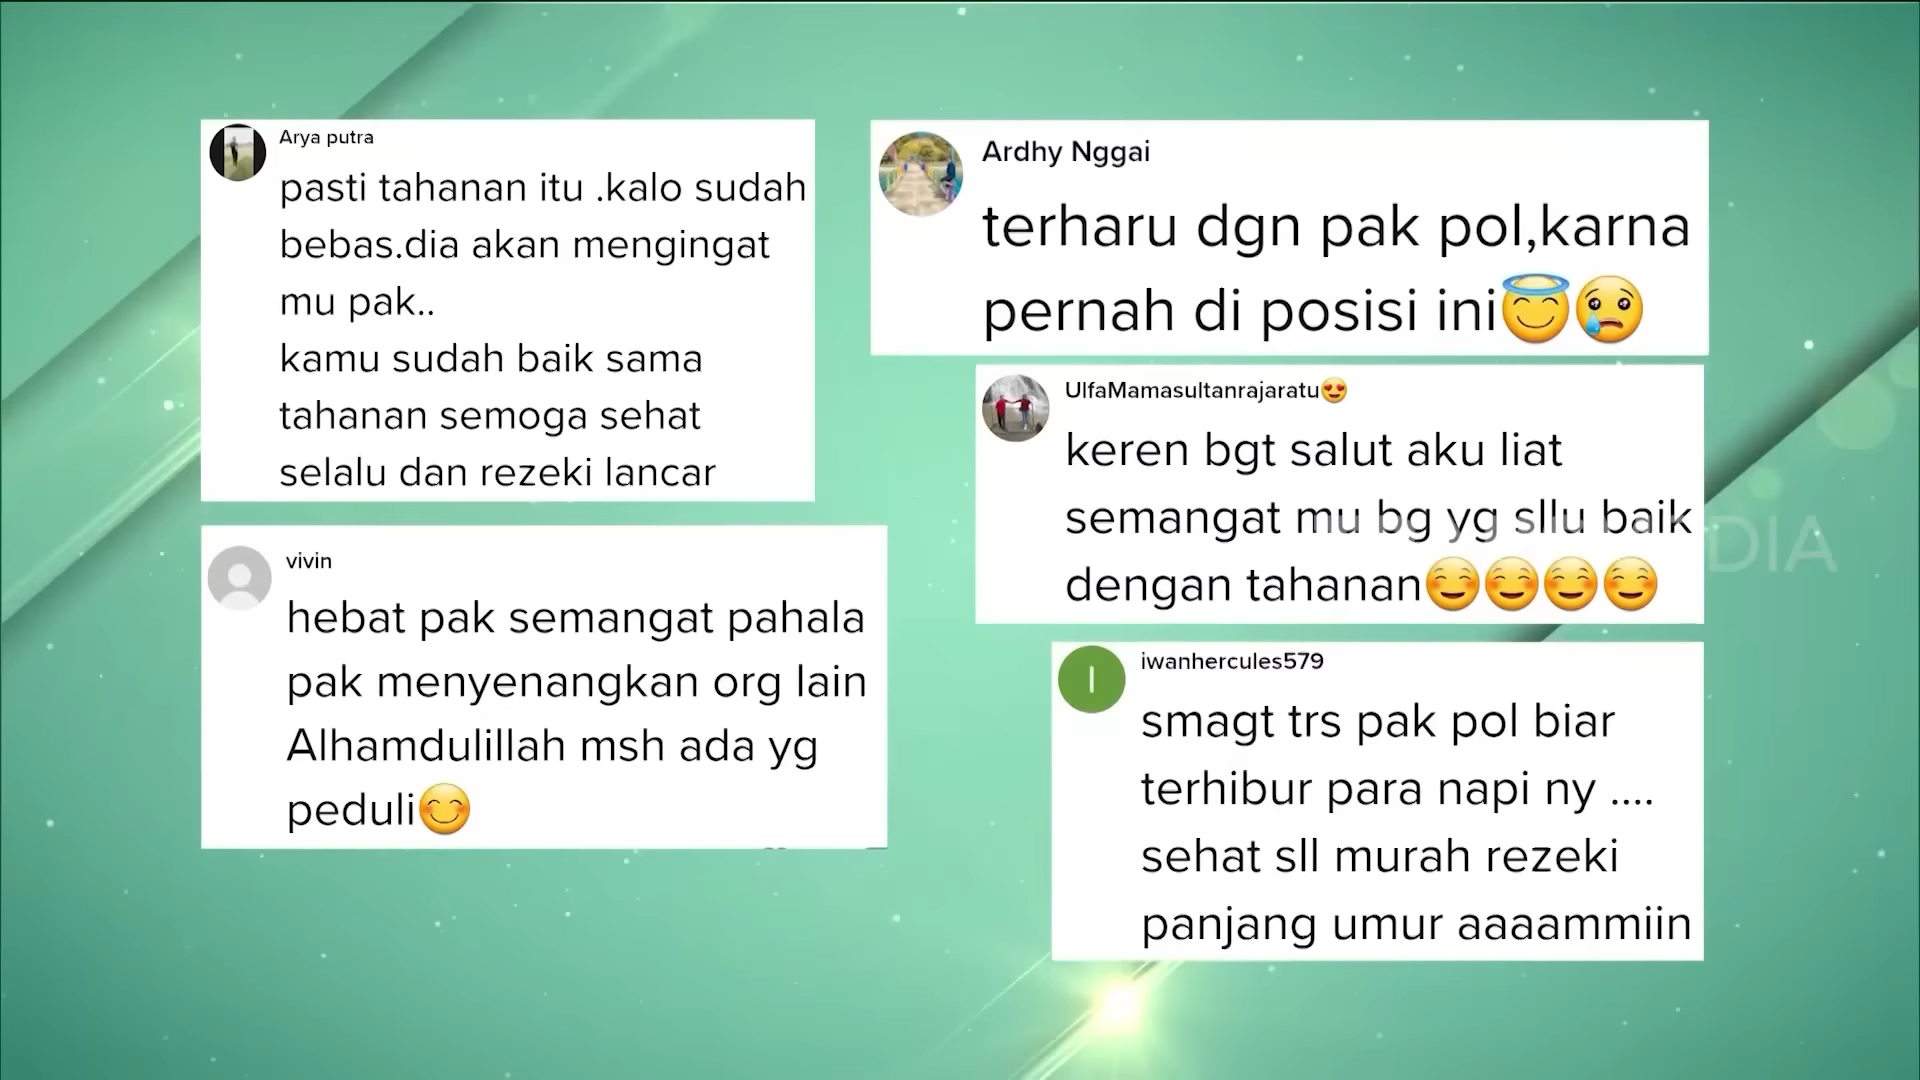 Arya putra
pasti tahanan itu .kalo sudah
bebas.dia akan mengingat
mu pak..
kamu sudah baik sama
tahanan semoga sehat
selalu dan rezeki lancar
vivin
hebat pak semangat pahala
pak menyenangkan org lain
Alhamdulillah msh ada yg
peduli😊
Ardhy Nggai
terharu dgn pak pol,karna
pernah di posisi ini😇😢
UlfaMamasultanrajaratu😍
keren bgt salut aku liat
semangat mu bg yg sllu baik
dengan tahanan☺️☺️☺️☺️
I
iwanhercules579
smagt trs pak pol biar
terhibur para napi ny ....
sehat sll murah rezeki
panjang umur aaaammiin